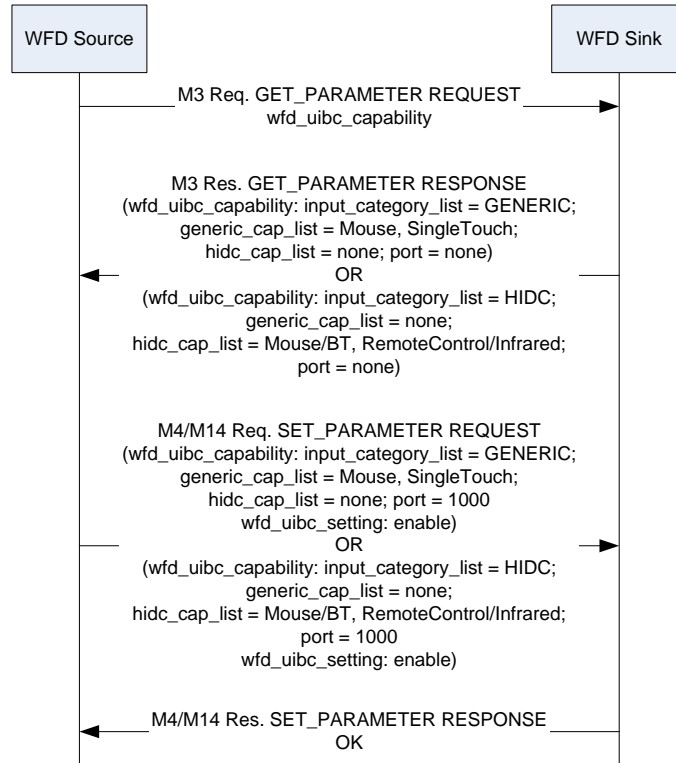 WFD Source
WFD Sink
M3 Req. GET_PARAMETER REQUEST
wfd_uibc_capability
M3 Res. GET_PARAMETER RESPONSE
(wfd_uibc_capability: input_category_list = GENERIC;
generic_cap_list = Mouse, SingleTouch;
hidc_cap_list = none; port = none)
OR
(wfd_uibc_capability: input_category_list = HIDC;
generic_cap_list = none;
hidc_cap_list = Mouse/BT, RemoteControl/Infrared;
port = none)
M4/M14 Req. SET_PARAMETER REQUEST
(wfd_uibc_capability: input_category_list = GENERIC;
generic_cap_list = Mouse, SingleTouch;
hidc_cap_list = none; port = 1000
wfd_uibc_setting: enable)
OR
(wfd_uibc_capability: input_category_list = HIDC;
generic_cap_list = none;
hidc_cap_list = Mouse/BT, RemoteControl/Infrared;
port = 1000
wfd_uibc_setting: enable)
M4/M14 Res. SET_PARAMETER RESPONSE
OK